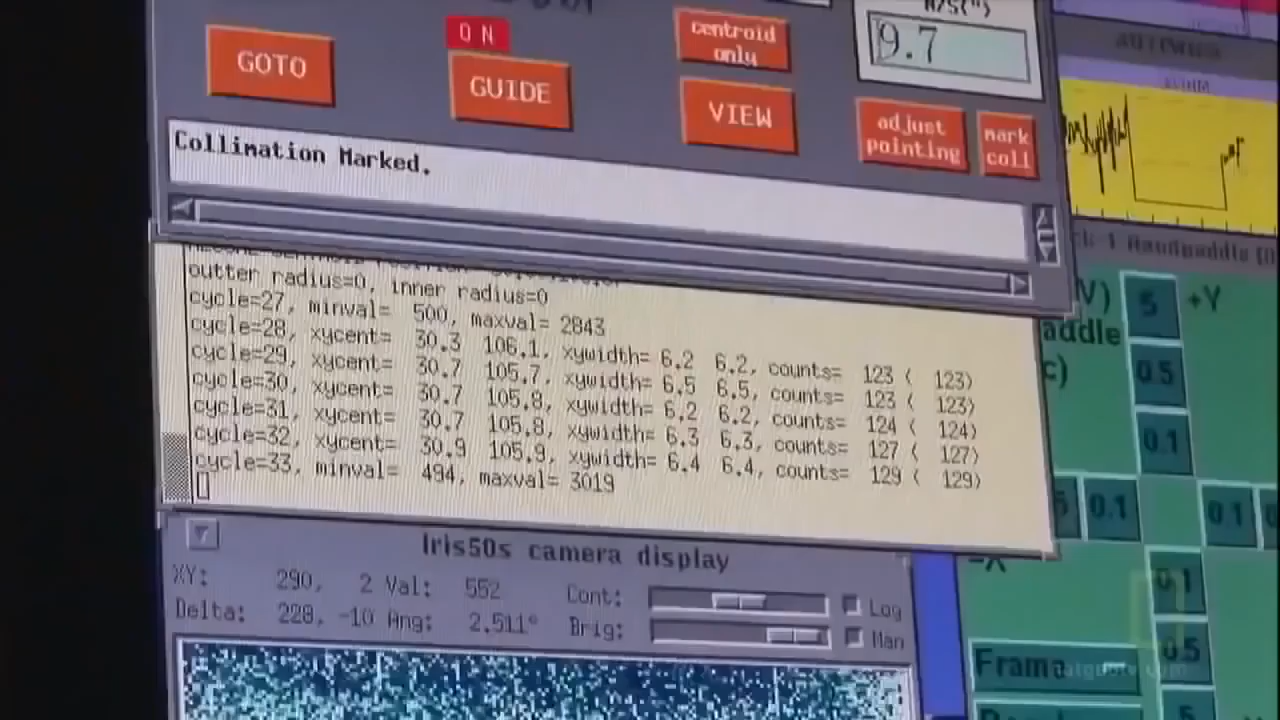 GOTO
ON
GUIDE
centroid only
VIEW
9.7
adjust pointing
mark coll
Collimation Marked.
outter radius=0, inner radius=0
cycle=27, minval= 500, maxval= 2843
cycle=28, xycent= 30.3 106.1, xywidth= 6.2 6.2, counts= 123 ( 123)
cycle=29, xycent= 30.7 105.7, xywidth= 6.5 6.5, counts= 123 ( 123)
cycle=30, xycent= 30.7 105.8, xywidth= 6.2 6.2, counts= 124 ( 124)
cycle=31, xycent= 30.7 105.8, xywidth= 6.3 6.3, counts= 127 ( 127)
cycle=32, xycent= 30.9 105.9, xywidth= 6.4 6.4, counts= 129 ( 129)
cycle=33, minval= 494, maxval= 3019
Iris50s camera display
XY: 290, 2 Val: 552
Cont:
Log
Delta: 228, -10 Ang: 2.511°
Brig:
Man
5
+Y
addle
0.5
0.1
0.1
0.1
0.1
0.5